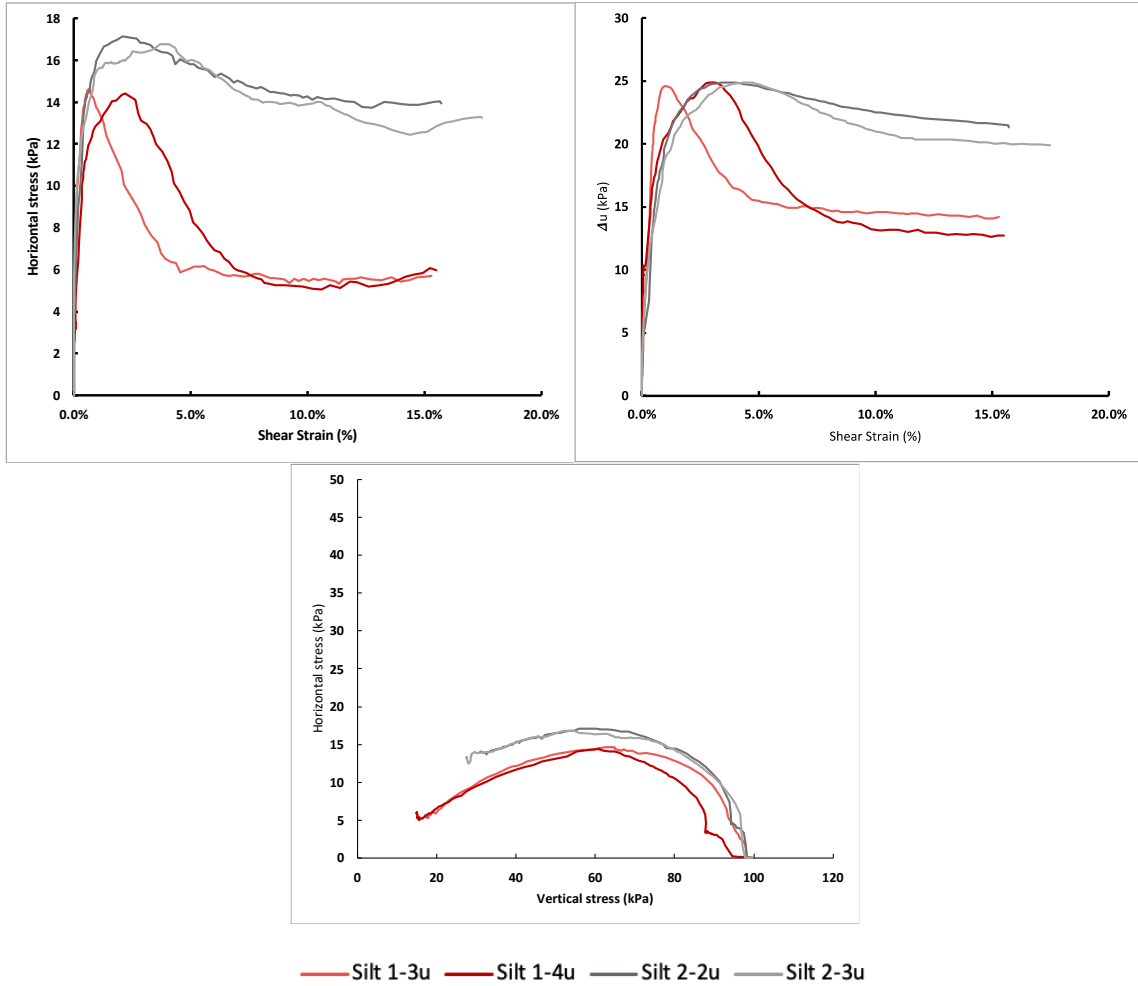 18
16
14
12
10
8
6
4
2
0
Horizontal stress (kPa)
0.0% 5.0% 10.0% 15.0% 20.0%
Shear Strain (%)
30
25
20
15
10
5
0
Δu (kPa)
0.0% 5.0% 10.0% 15.0% 20.0%
Shear Strain (%)
50
45
40
35
30
25
20
15
10
5
0
Horizontal stress (kPa)
0 20 40 60 80 100 120
Vertical stress (kPa)
Silt 1-3u Silt 1-4u Silt 2-2u Silt 2-3u